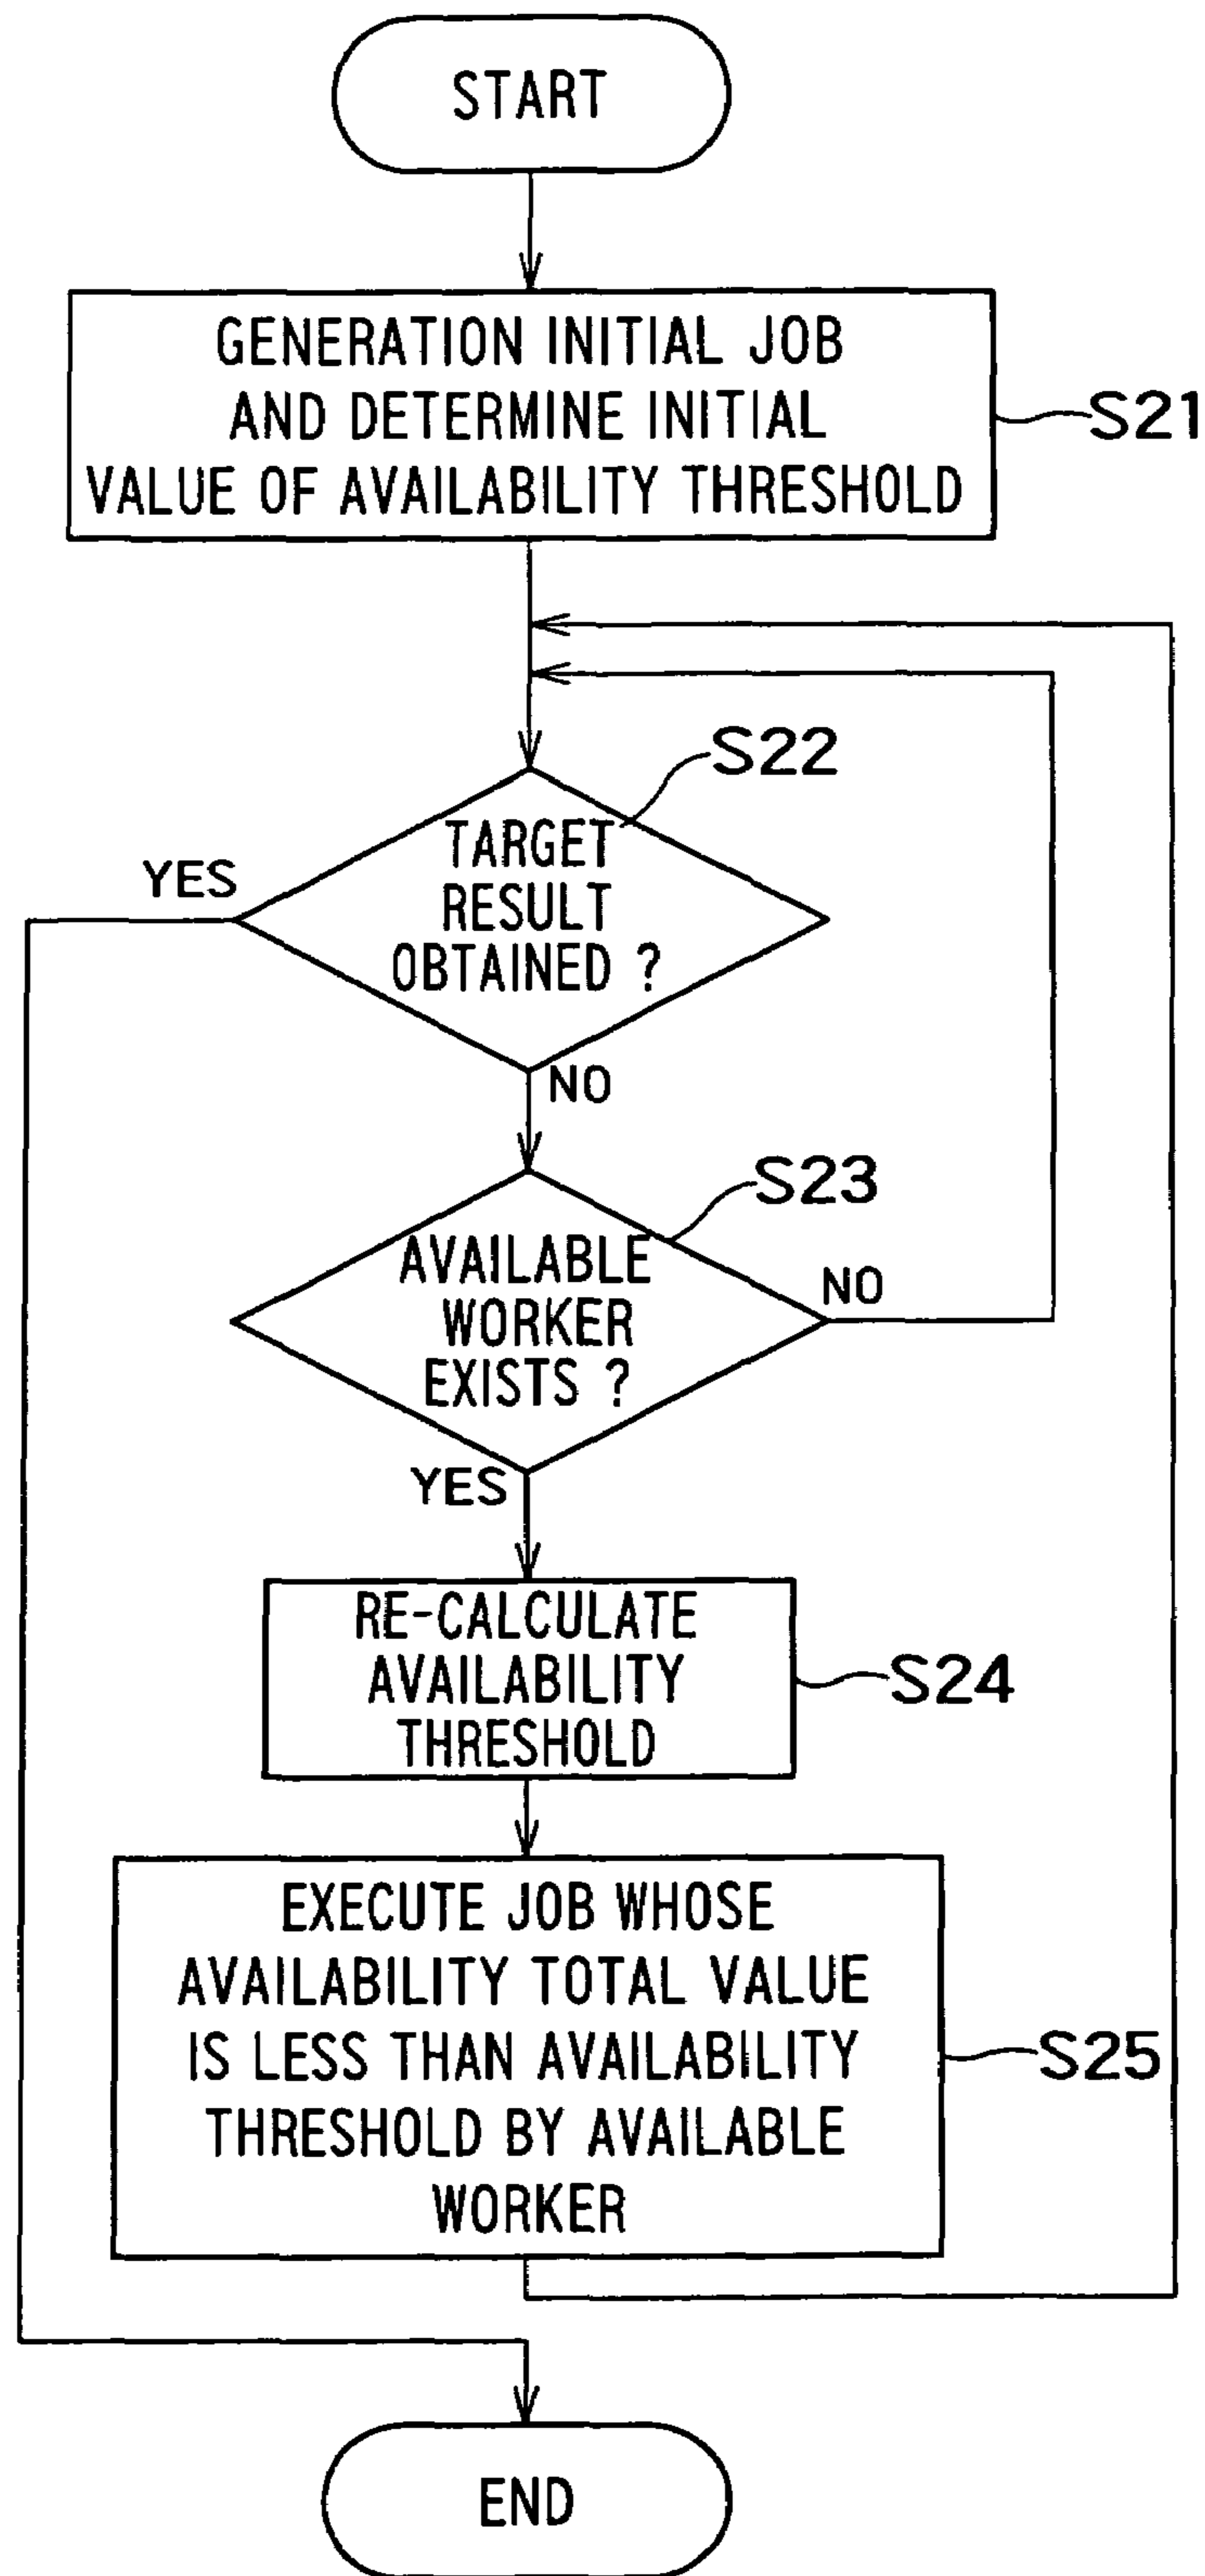 START
GENERATION INITIAL JOB
AND DETERMINE INITIAL
VALUE OF AVAILABILITY THRESHOLD
S21
S22
TARGET
RESULT
OBTAINED ?
YES
NO
S23
AVAILABLE
WORKER
EXISTS ?
NO
YES
RE-CALCULATE
AVAILABILITY
THRESHOLD
S24
EXECUTE JOB WHOSE
AVAILABILITY TOTAL VALUE
IS LESS THAN AVAILABILITY
THRESHOLD BY AVAILABLE
WORKER
S25
END